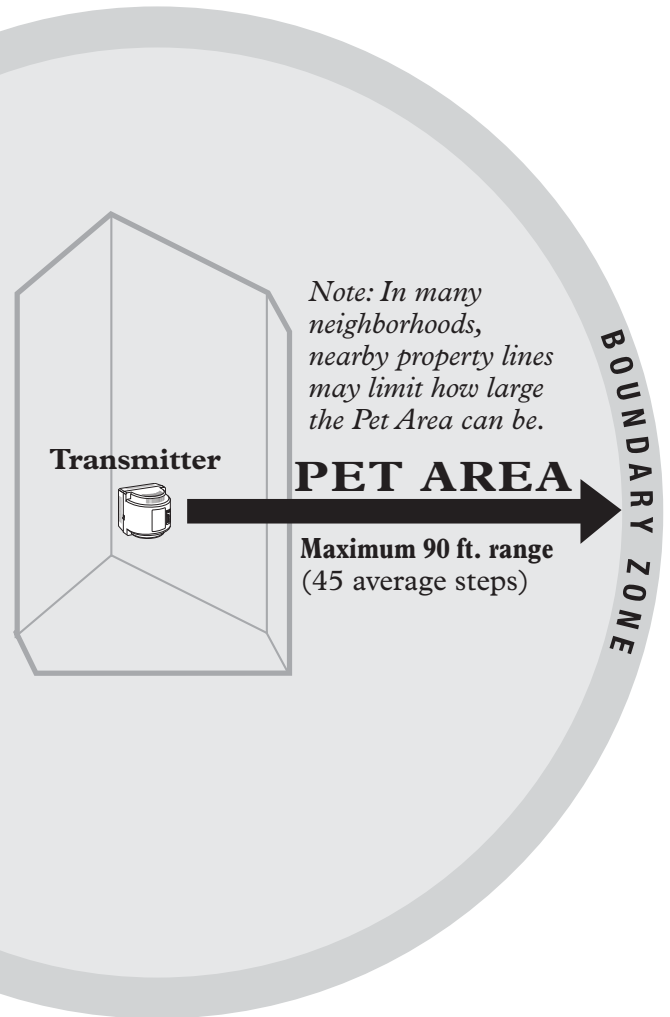 Note: In many
neighborhoods,
nearby property lines
may limit how large
the Pet Area can be.
Transmitter
PET AREA
Maximum 90 ft. range
(45 average steps)
BOUNDARY ZONE